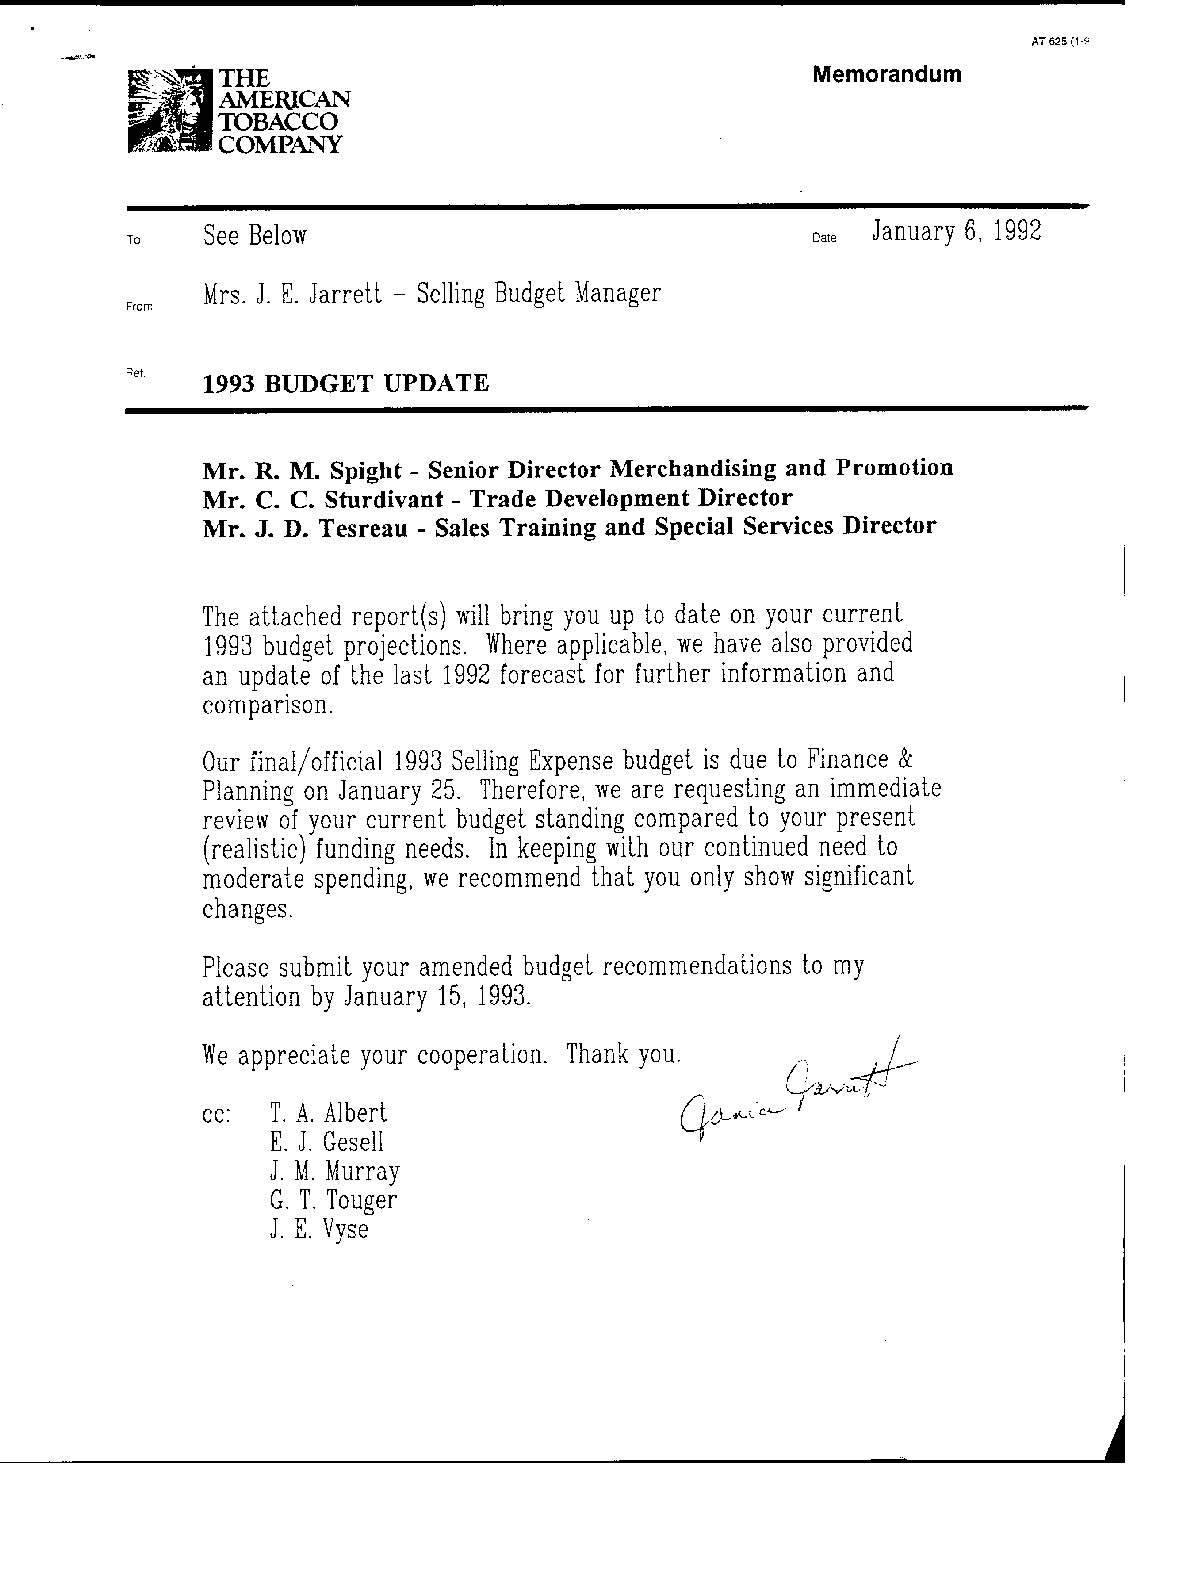 AT 625 (1-9
THE
AMERICAN
TOBACCO
COMPANY
Memorandum
To See Below
Date January 6, 1992
From Mrs. J. E. Jarrett - Selling Budget Manager
Ref. 1993 BUDGET UPDATE
Mr. R. M. Spight - Senior Director Merchandising and Promotion
Mr. C. C. Sturdivant - Trade Development Director
Mr. J. D. Tesreau - Sales Training and Special Services Director
The attached report(s) will bring you up to date on your current
1993 budget projections. Where applicable, we have also provided
an update of the last 1992 forecast for further information and
comparison.
Our final/official 1993 Selling Expense budget is due to Finance &
Planning on January 25. Therefore, we are requesting an immediate
review of your current budget standing compared to your present
(realistic) funding needs. In keeping with our continued need to
moderate spending, we recommend that you only show significant
changes.
Please submit your amended budget recommendations to my
attention by January 15, 1993.
We appreciate your cooperation. Thank you.
Janice Jarrett
cc: T. A. Albert
E. J. Gesell
J. M. Murray
G. T. Touger
J. E. Vyse